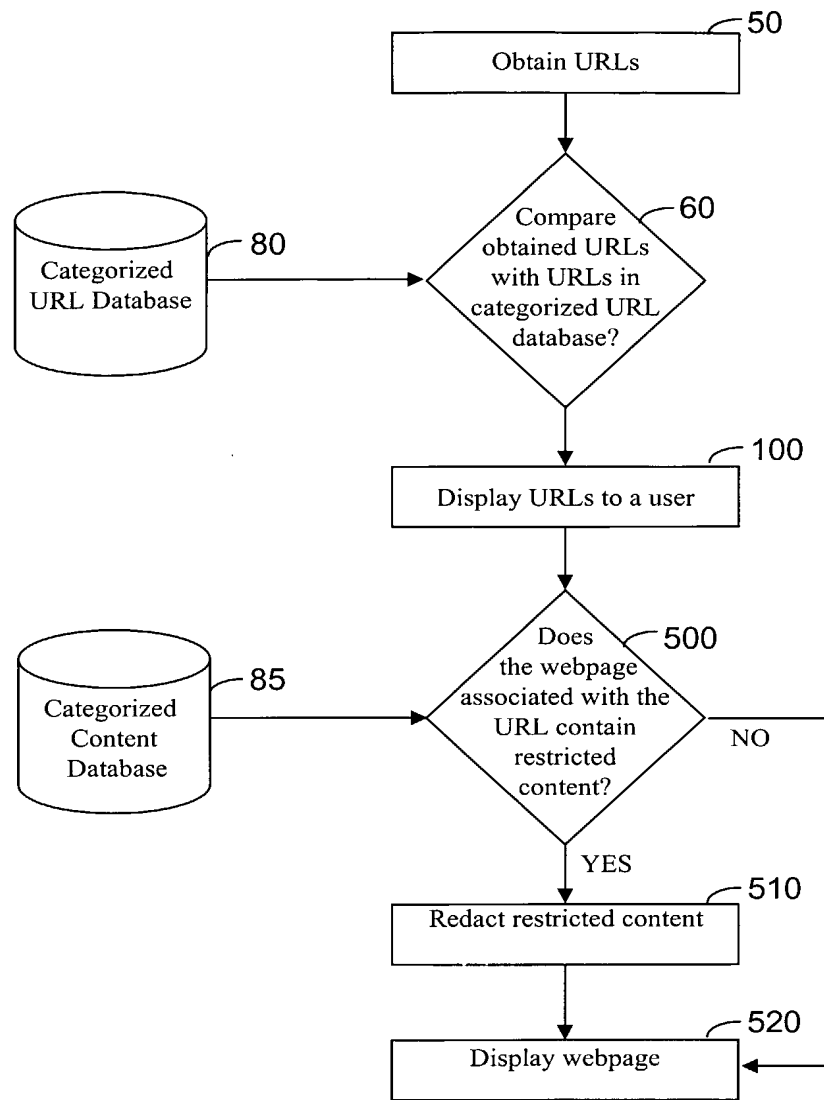 50
Obtain URLs
60
Compare
obtained URLs
with URLs in
categorized URL
database?
80
Categorized
URL Database
100
Display URLs to a user
500
Does
the webpage
associated with the
URL contain
restricted
content?
85
Categorized
Content
Database
NO
YES
510
Redact restricted content
520
Display webpage